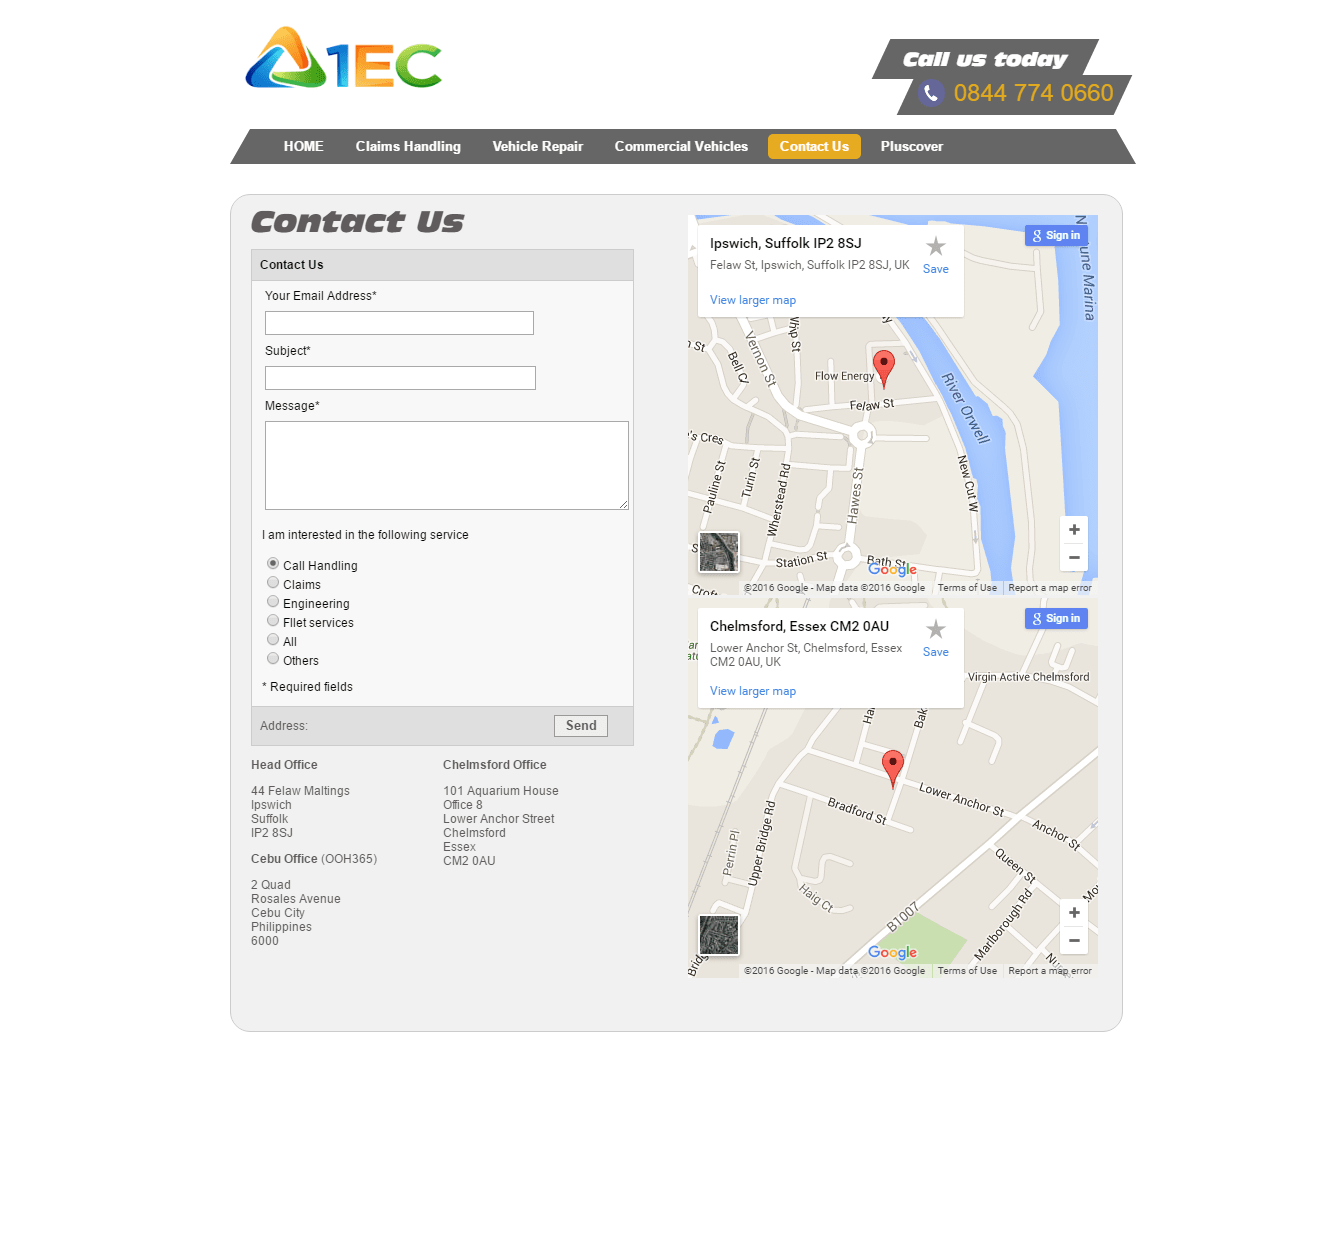 1EC
Call us today
0844 774 0660
HOME
Claims Handling
Vehicle Repair
Commercial Vehicles
Contact Us
Pluscover
Contact Us
Contact Us
Your Email Address*
Subject*
Message*
I am interested in the following service
Call Handling
Claims
Engineering
Fllet services
All
Others
* Required fields
Address:
Send
Head Office
44 Felaw Maltings
Ipswich
Suffolk
IP2 8SJ
Cebu Office (OOH365)
2 Quad
Rosales Avenue
Cebu City
Philippines
6000
Chelmsford Office
101 Aquarium House
Office 8
Lower Anchor Street
Chelmsford
Essex
CM2 0AU
Ipswich, Suffolk IP2 8SJ
Felaw St, Ipswich, Suffolk IP2 8SJ, UK
Save
View larger map
Sign in
Marina
Vernon St
Bell Cl
Flow Energy
Felaw St
River Orwell
's Cres
Pauline St
Turin St
Wherstead Rd
Hawes St
New Cut W
Station St
Bath St
Google
©2016 Google - Map data ©2016 Google
Terms of Use
Report a map error
Chelmsford, Essex CM2 0AU
Lower Anchor St, Chelmsford, Essex
CM2 0AU, UK
Save
View larger map
Sign in
Virgin Active Chelmsford
Lower Anchor St
Bradford St
Anchor St
Upper Bridge Rd
Perrin Pl
Queen St
Haig Ct
B1007
Marlborough Rd
Google
©2016 Google - Map data ©2016 Google
Terms of Use
Report a map error